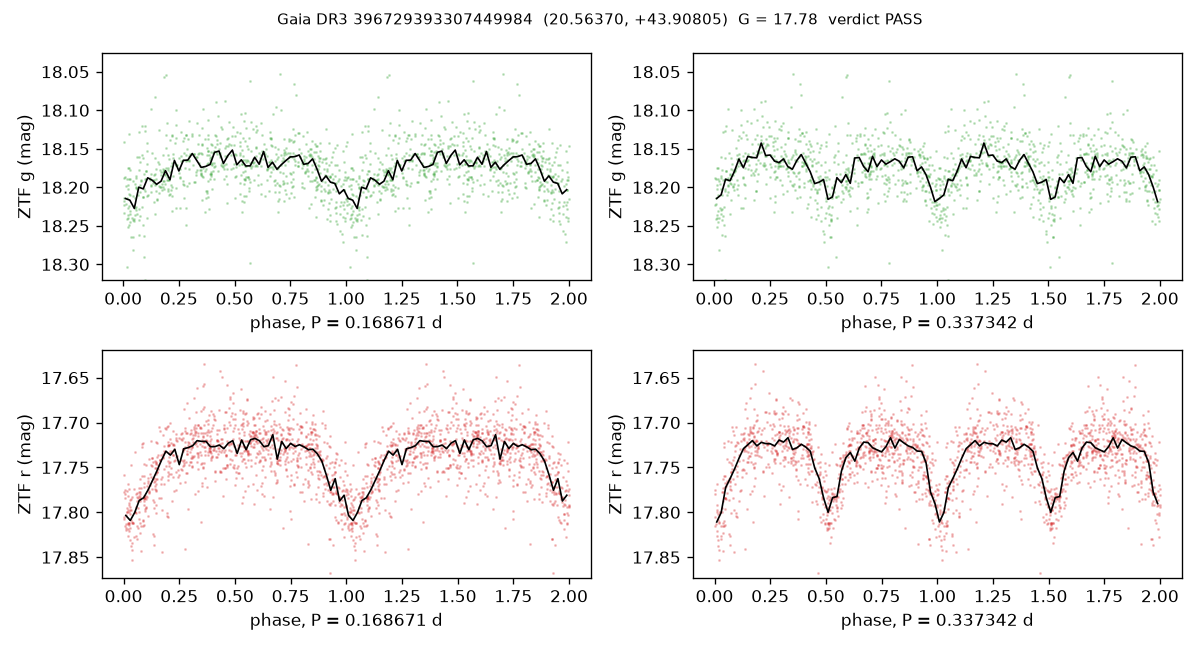 Gaia DR3 396729393307449984  (20.56370, +43.90805)  G = 17.78  verdict PASS
ZTF g (mag)
18.05
18.10
18.15
18.20
18.25
18.30
0.00 0.25 0.50 0.75 1.00 1.25 1.50 1.75 2.00
phase, P = 0.168671 d
ZTF g (mag)
18.05
18.10
18.15
18.20
18.25
18.30
0.00 0.25 0.50 0.75 1.00 1.25 1.50 1.75 2.00
phase, P = 0.337342 d
ZTF r (mag)
17.65
17.70
17.75
17.80
17.85
0.00 0.25 0.50 0.75 1.00 1.25 1.50 1.75 2.00
phase, P = 0.168671 d
ZTF r (mag)
17.65
17.70
17.75
17.80
17.85
0.00 0.25 0.50 0.75 1.00 1.25 1.50 1.75 2.00
phase, P = 0.337342 d